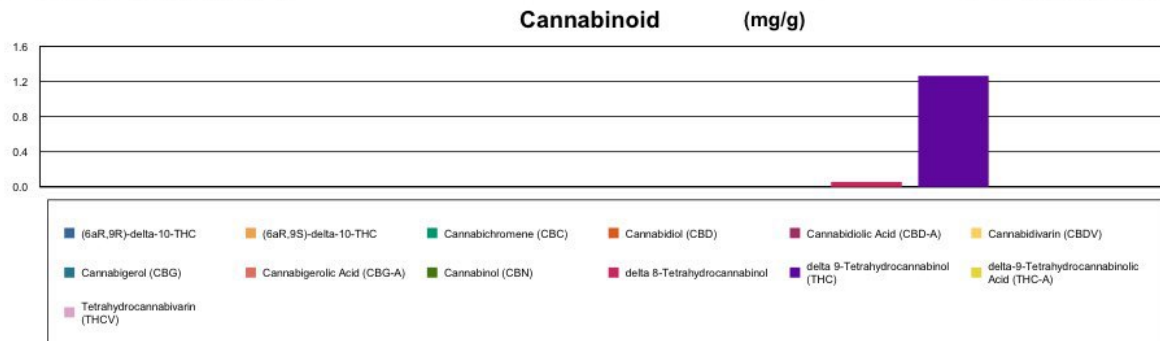 Cannabinoid (mg/g)
1.6
1.2
0.8
0.4
0.0
(6aR,9R)-delta-10-THC
(6aR,9S)-delta-10-THC
Cannabichromene (CBC)
Cannabidiol (CBD)
Cannabidiolic Acid (CBD-A)
Cannabidivarin (CBDV)
Cannabigerol (CBG)
Cannabigerolic Acid (CBG-A)
Cannabinol (CBN)
delta 8-Tetrahydrocannabinol
delta 9-Tetrahydrocannabinol
(THC)
delta-9-Tetrahydrocannabinolic
Acid (THC-A)
Tetrahydrocannabivarin
(THCV)